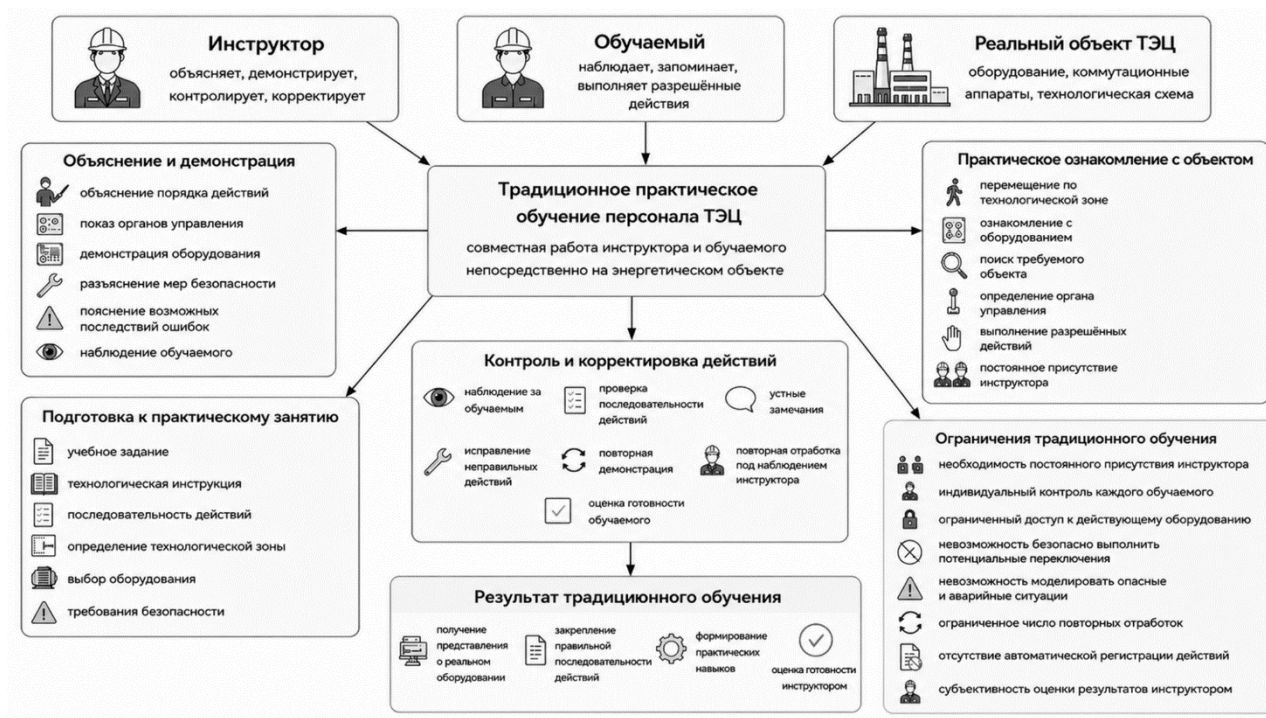 Инструктор
объясняет, демонстрирует,
контролирует, корректирует
Обучаемый
наблюдает, запоминает,
выполняет разрешённые
действия
Реальный объект ТЭЦ
оборудование, коммутационные
аппараты, технологическая схема
Объяснение и демонстрация
объяснение порядка действий
показ органов управления
демонстрация оборудования
разъяснение мер безопасности
пояснение возможных
последствий ошибок
наблюдение обучаемого
Традиционное практическое
обучение персонала ТЭЦ
совместная работа инструктора и обучаемого
непосредственно на энергетическом объекте
Практическое ознакомление с объектом
перемещение по
технологической зоне
ознакомление с
оборудованием
поиск требуемого
объекта
определение органа
управления
выполнение разрешённых
действий
постоянное присутствие
инструктора
Подготовка к практическому занятию
учебное задание
технологическая инструкция
последовательность действий
определение технологической зоны
выбор оборудования
требования безопасности
Контроль и корректировка действий
наблюдение за
обучаемым
проверка
последовательности
действий
устные
замечания
исправление
неправильных
действий
повторная
демонстрация
повторная отработка
под наблюдением
инструктора
оценка готовности
обучаемого
Ограничения традиционного обучения
необходимость постоянного присутствия инструктора
индивидуальный контроль каждого обучаемого
ограниченный доступ к действующему оборудованию
невозможность безопасно выполнить
потенциальные переключения
невозможность моделировать опасные
и аварийные ситуации
ограниченное число повторных отработок
отсутствие автоматической регистрации действий
субъективность оценки результатов инструктором
Результат традиционного обучения
получение
представления
о реальном
оборудовании
закрепление
правильной
последовательности
действий
формирование
практических
навыков
оценка готовности
инструктором